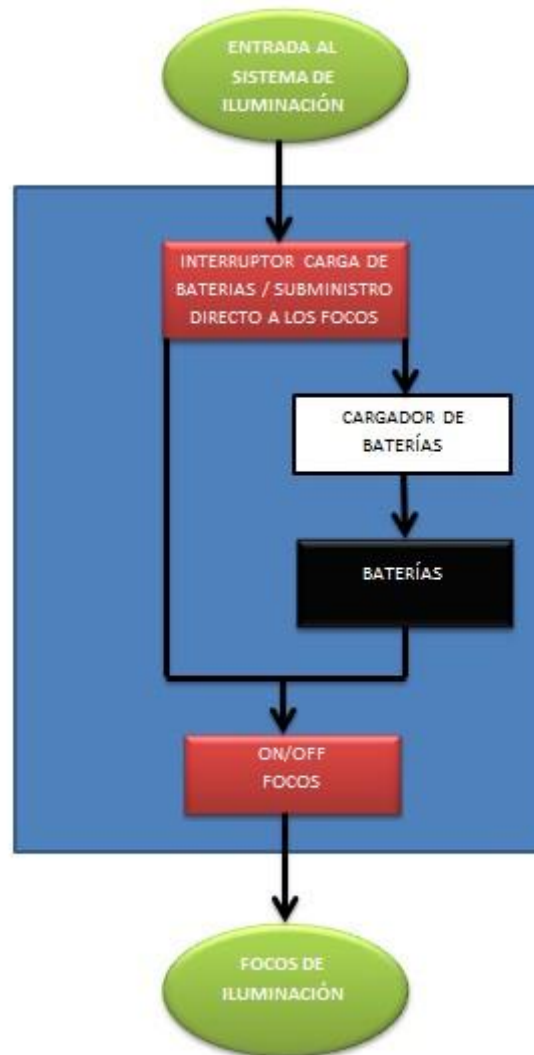 ENTRADA AL
SISTEMA DE
ILUMINACIÓN
INTERRUPTOR CARGA DE
BATERIAS / SUBMINISTRO
DIRECTO A LOS FOCOS
CARGADOR DE
BATERÍAS
BATERÍAS
ON/OFF
FOCOS
FOCOS DE
ILUMINACIÓN